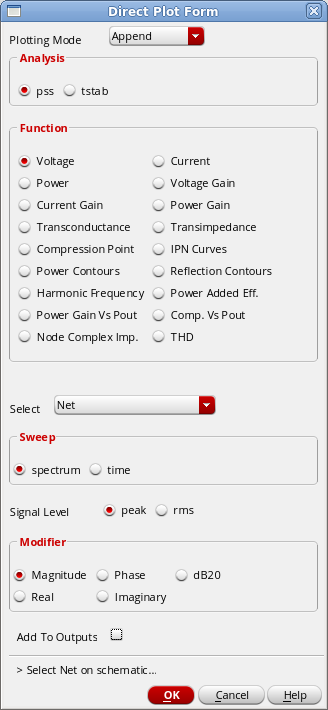 Direct Plot Form
Plotting Mode Append
Analysis
pss tstab
Function
Voltage Current
Power Voltage Gain
Current Gain Power Gain
Transconductance Transimpedance
Compression Point IPN Curves
Power Contours Reflection Contours
Harmonic Frequency Power Added Eff.
Power Gain Vs Pout Comp. Vs Pout
Node Complex Imp. THD
Select Net
Sweep
spectrum time
Signal Level peak rms
Modifier
Magnitude Phase dB20
Real Imaginary
Add To Outputs
> Select Net on schematic...
OK Cancel Help